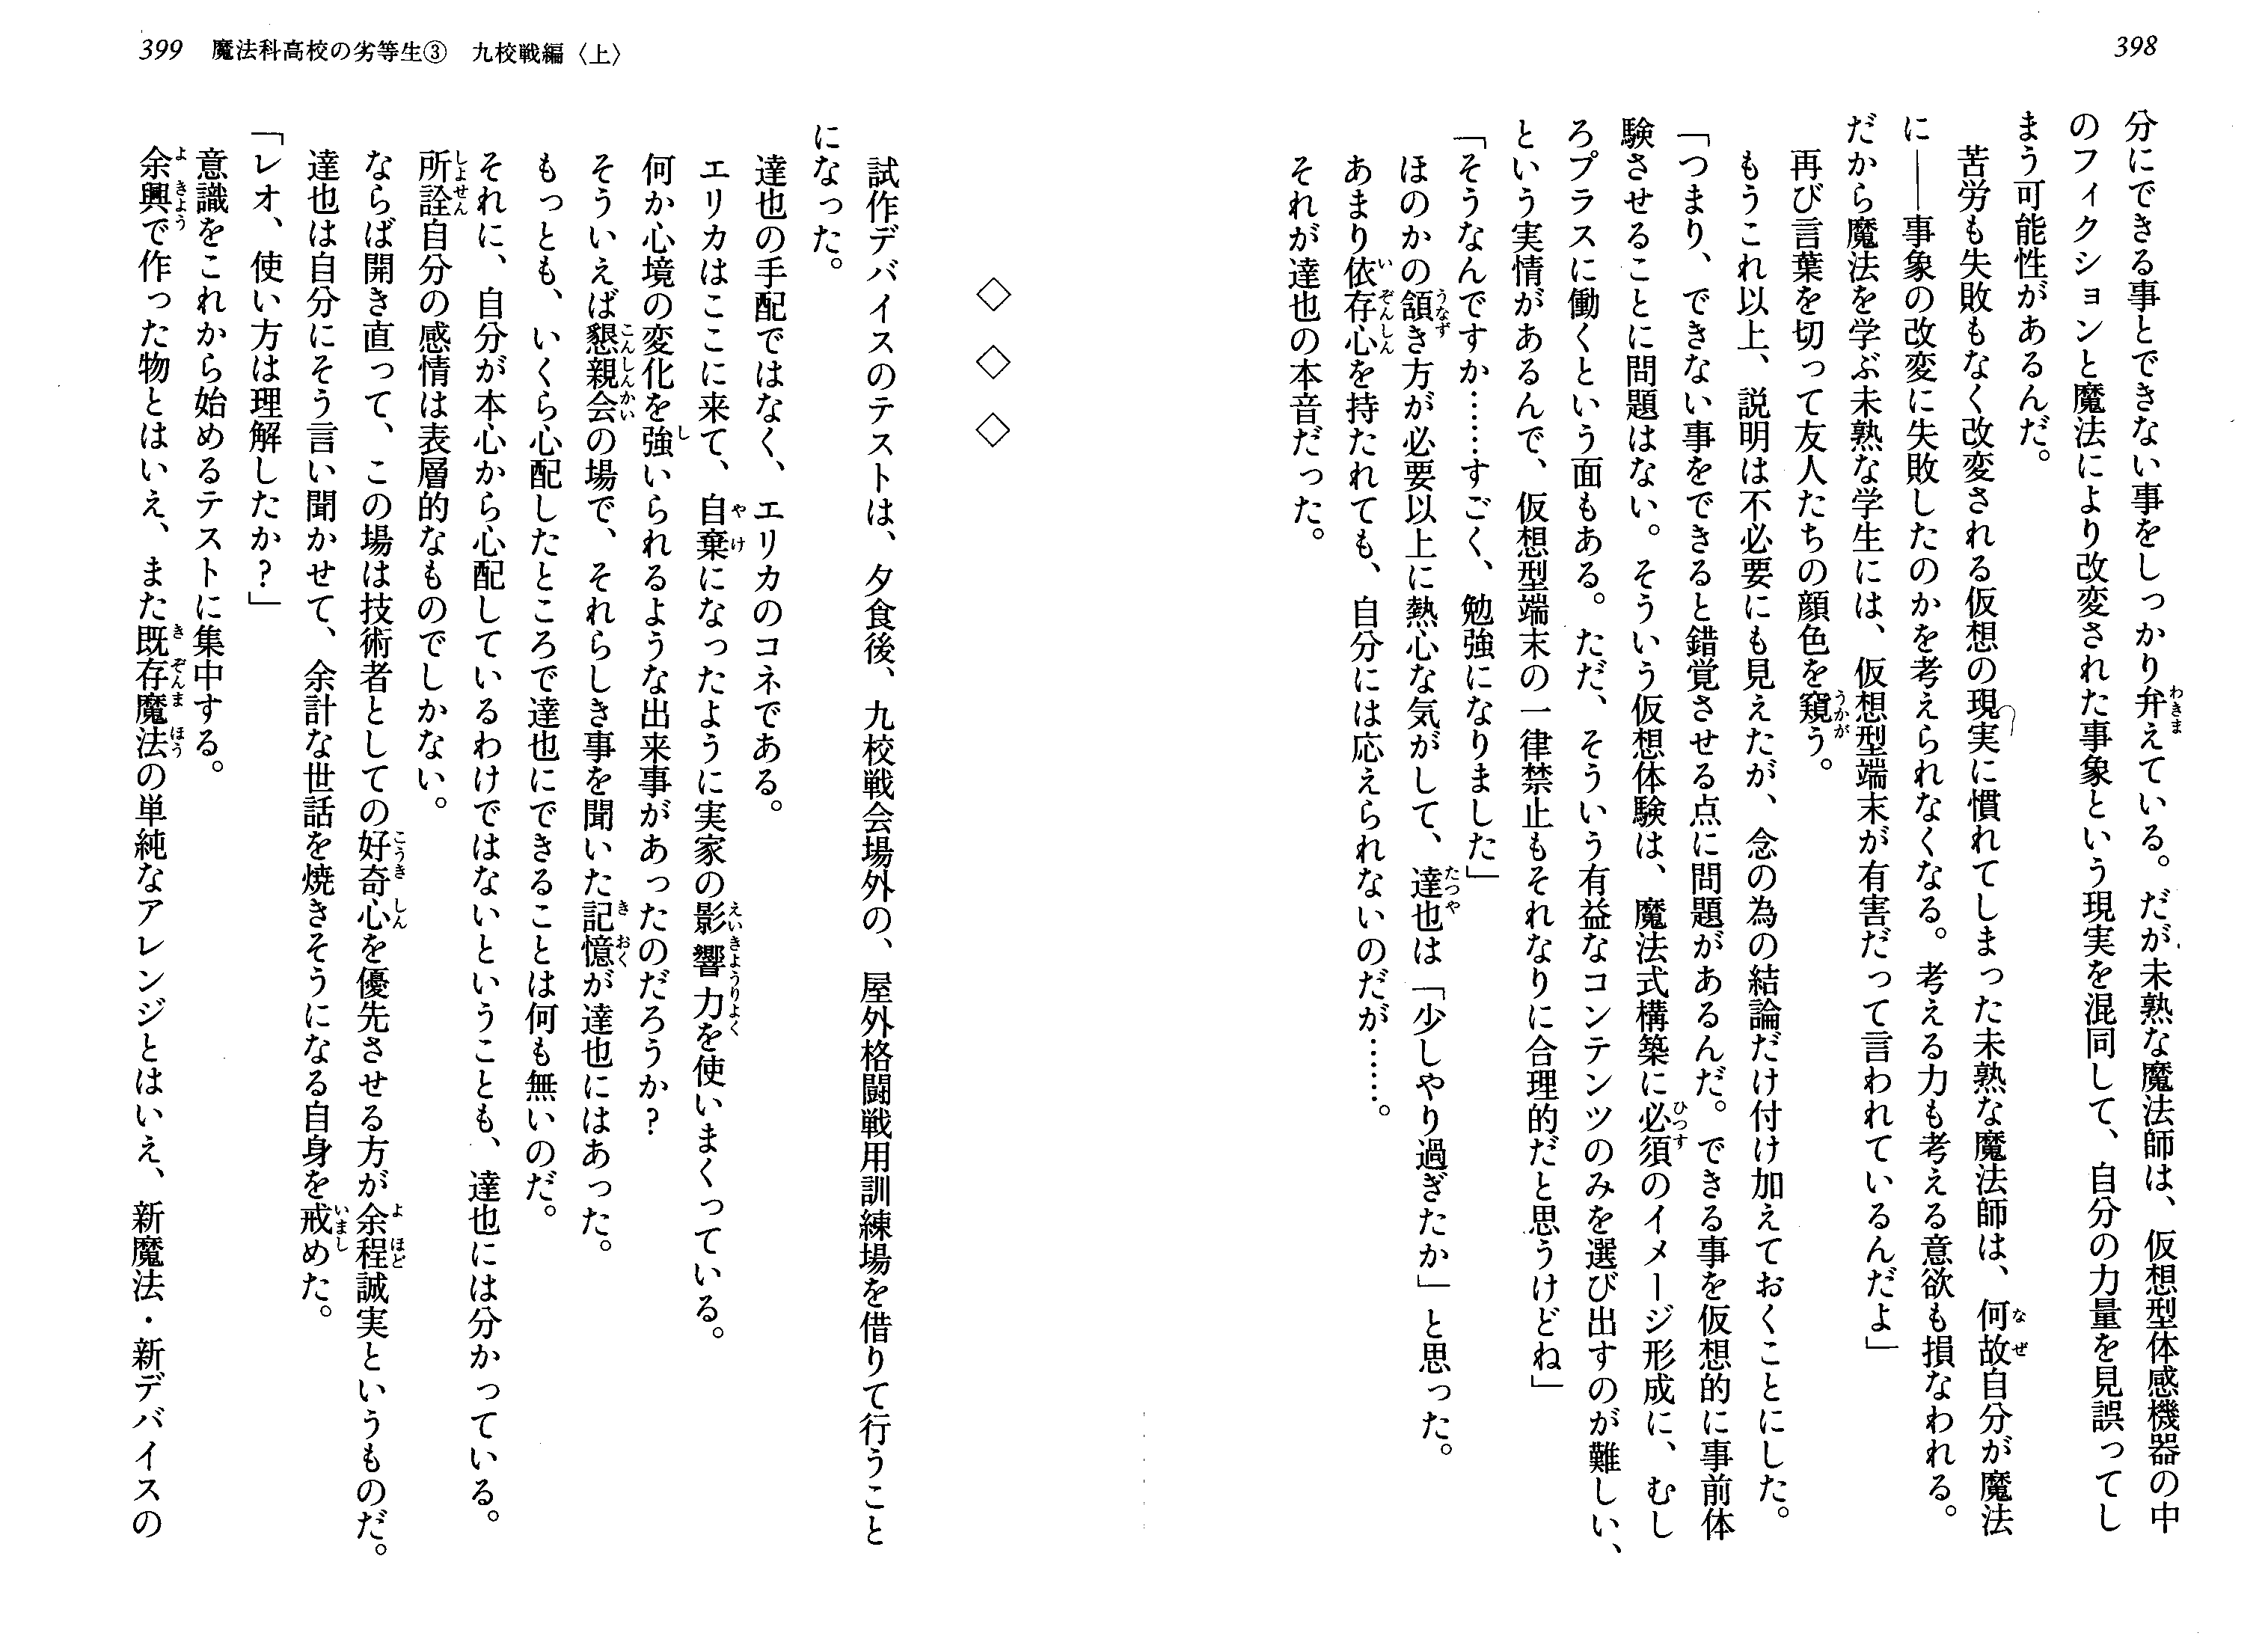 398
分にできる事とできない事をしっかり弁えている。だが未熟な魔法師は、仮想型体感機器の中
のフィクションと魔法により改変された事象という現実を混同して、自分の力量を見誤ってし
まう可能性があるんだ。
苦労も失敗もなく改変される仮想の現実に慣れてしまった未熟な魔法師は、何故自分が魔法
に――事象の改変に失敗したのかを考えられなくなる。考える力も考える意欲も損なわれる。
だから魔法を学ぶ未熟な学生には、仮想型端末が有害だって言われているんだよ」
再び言葉を切って友人たちの顔色を窺う。
もうこれ以上、説明は不必要にも見えたが、念の為の結論だけ付け加えておくことにした。
「つまり、できない事をできると錯覚させる点に問題があるんだ。できる事を仮想的に事前体
験させることに問題はない。そういう仮想体験は、魔法式構築に必須のイメージ形成に、むし
ろプラスに働くという面もある。ただ、そういう有益なコンテンツのみを選び出すのが難しい、
という実情があるんで、仮想型端末の一律禁止もそれなりに合理的だと思うけどね」
「そうなんですか……すごく、勉強になりました」
ほのかの頷き方が必要以上に熱心な気がして、達也は「少しやり過ぎたか」と思った。
あまり依存心を持たれても、自分には応えられないのだが……。
それが達也の本音だった。
399 魔法科高校の劣等生③ 九校戦編〈上〉
◇ ◇ ◇
試作デバイスのテストは、夕食後、九校戦会場外の、屋外格闘戦用訓練場を借りて行うこと
になった。
達也の手配ではなく、エリカのコネである。
エリカはここに来て、自棄になったように実家の影響力を使いまくっている。
何か心境の変化を強いられるような出来事があったのだろうか?
そういえば懇親会の場で、それらしき事を聞いた記憶が達也にはあった。
もっとも、いくら心配したところで達也にできることは何も無いのだ。
それに、自分が本心から心配しているわけではないということも、達也には分かっている。
所詮自分の感情は表層的なものでしかない。
ならば開き直って、この場は技術者としての好奇心を優先させる方が余程誠実というものだ。
達也は自分にそう言い聞かせて、余計な世話を焼きそうになる自身を戒めた。
「レオ、使い方は理解したか?」
意識をこれから始めるテストに集中する。
余興で作った物とはいえ、また既存魔法の単純なアレンジとはいえ、新魔法・新デバイスの